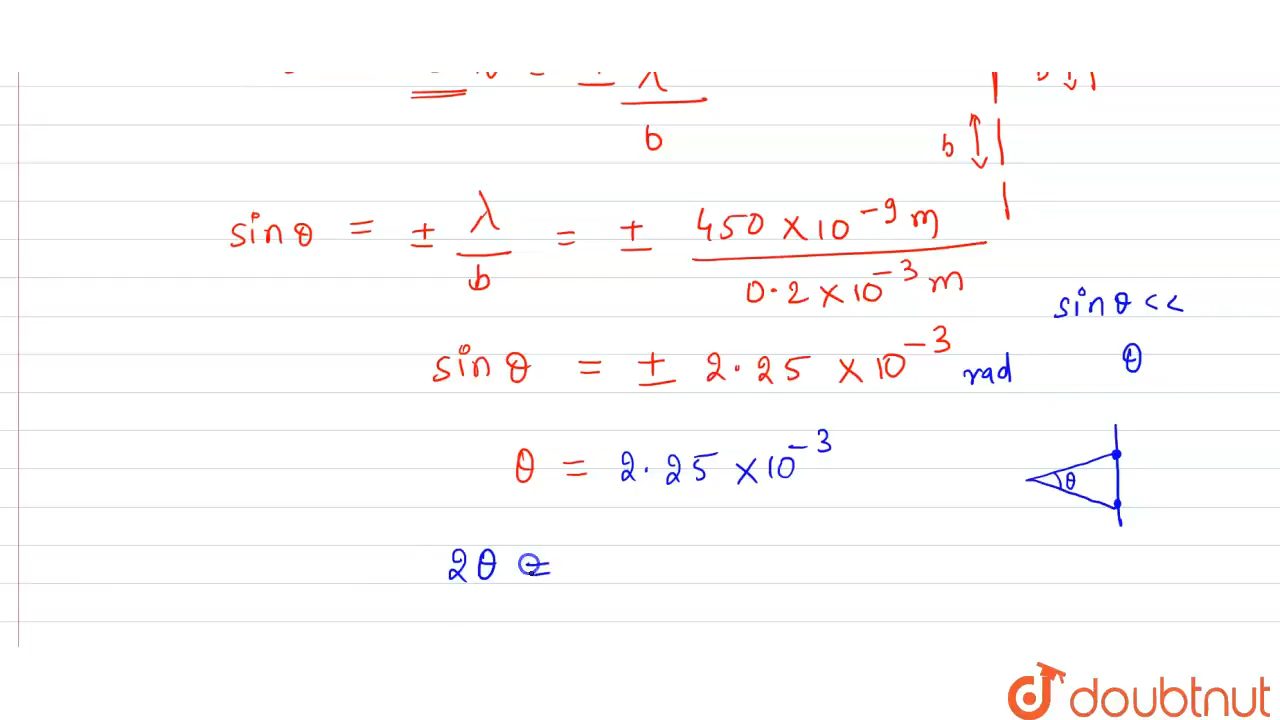 = ± λ/b
b
sin θ = ± λ/b = ± 450 × 10⁻⁹ m / 0.2 × 10⁻³ m
sin θ <<
sin θ = ± 2.25 × 10⁻³ rad
θ
θ = 2.25 × 10⁻³
θ
2θ =
doubtnut